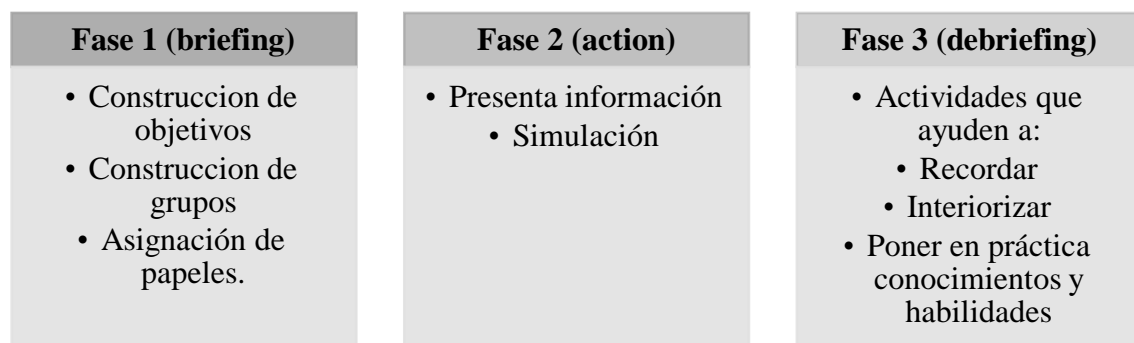 Fase 1 (briefing)
• Construccion de
objetivos
• Construccion de
grupos
• Asignación de
papeles.
Fase 2 (action)
• Presenta información
• Simulación
Fase 3 (debriefing)
• Actividades que
ayuden a:
• Recordar
• Interiorizar
• Poner en práctica
conocimientos y
habilidades